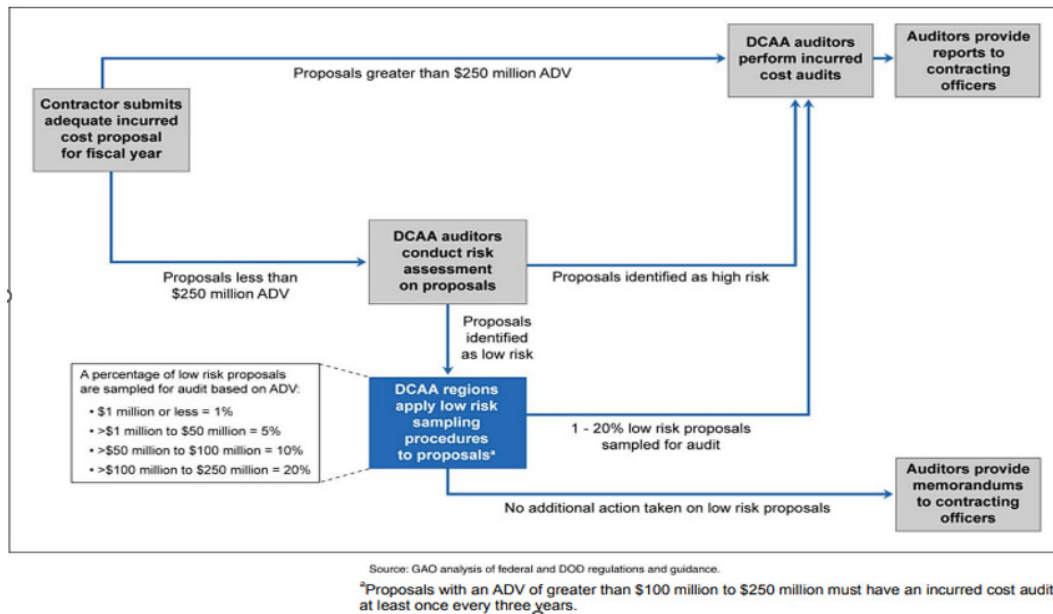 DCAA auditors
perform incurred
cost audits
Auditors provide
reports to
contracting
officers
Proposals greater than $250 million ADV
Contractor submits
adequate incurred
cost proposal
for fiscal year
DCAA auditors
conduct risk
assessment
on proposals
Proposals less than
$250 million ADV
Proposals identified as high risk
Proposals
identified
as low risk
A percentage of low risk proposals
are sampled for audit based on ADV:
• $1 million or less = 1%
• >$1 million to $50 million = 5%
• >$50 million to $100 million = 10%
• >$100 million to $250 million = 20%
DCAA regions
apply low risk
sampling
procedures
to proposalsª
1 - 20% low risk proposals
sampled for audit
No additional action taken on low risk proposals
Auditors provide
memorandums
to contracting
officers
Source: GAO analysis of federal and DOD regulations and guidance.
ªProposals with an ADV of greater than $100 million to $250 million must have an incurred cost audit
at least once every three years.